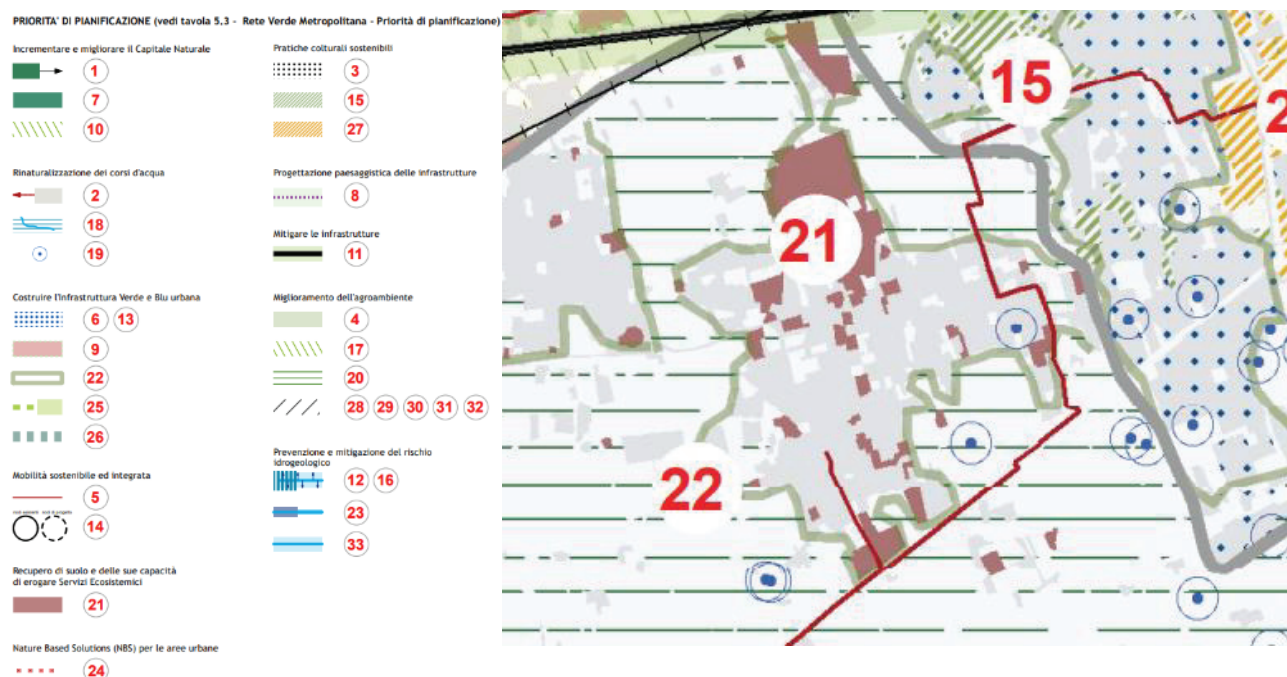 PRIORITA' DI PIANIFICAZIONE (vedi tavola 5.3 - Rete Verde Metropolitana - Priorità di pianificazione)
Incrementare e migliorare il Capitale Naturale
1
7
10
Rinaturalizzazione dei corsi d'acqua
2
18
19
Costruire l'Infrastruttura Verde e Blu urbana
6 13
9
22
25
26
Mobilità sostenibile ed integrata
5
14
Recupero di suolo e delle sue capacità
di erogare Servizi Ecosistemici
21
Nature Based Solutions (NBS) per le aree urbane
24
Pratiche colturali sostenibili
3
15
27
Progettazione paesaggistica delle infrastrutture
8
Mitigare le infrastrutture
11
Miglioramento dell'agroambiente
4
17
20
28 29 30 31 32
Prevenzione e mitigazione del rischio
idrogeologico
12 16
23
33
15
2
21
22